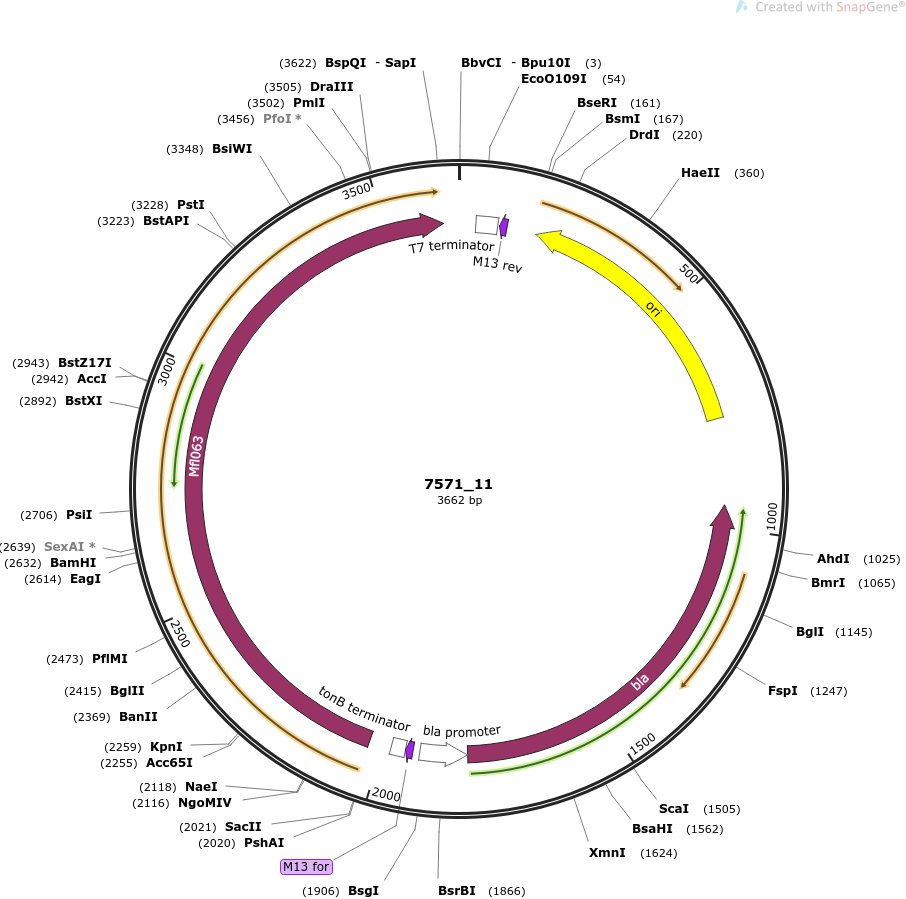 Created with SnapGene®
(3622) BspQI - SapI
BbvCI - Bpu10I (3)
EcoO109I (54)
(3505) DraIII
(3502) PmlI
(3456) PfoI *
BseRI (161)
BsmI (167)
DrdI (220)
(3348) BsiWI
HaeII (360)
(3228) PstI
(3223) BstAPI
3500
T7 terminator
M13 rev
500
ori
(2943) BstZ17I
(2942) AccI
(2892) BstXI
3000
Mfl063
7571_11
3662 bp
(2706) PsiI
(2639) SexAI *
(2632) BamHI
(2614) EagI
1000
AhdI (1025)
BmrI (1065)
BglI (1145)
FspI (1247)
2500
(2473) PflMI
(2415) BglII
(2369) BanII
(2259) KpnI
(2255) Acc65I
tonB terminator
bla promoter
bla
1500
2000
(2118) NaeI
(2116) NgoMIV
(2021) SacII
(2020) PshAI
M13 for
(1906) BsgI
BsrBI (1866)
ScaI (1505)
BsaHI (1562)
XmnI (1624)